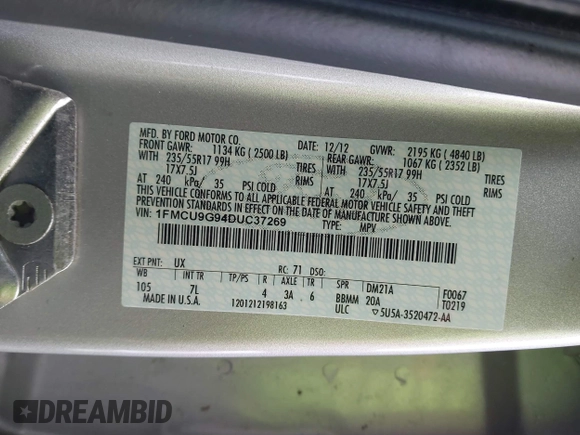 MFD. BY FORD MOTOR CO.
DATE: 12/12 GVWR: 2195 KG ( 4840 LB)
FRONT GAWR: 1134 KG ( 2500 LB) REAR GAWR: 1067 KG ( 2352 LB)
WITH 235/55R17 99H TIRES WITH 235/55R17 99H TIRES
17X7.5J RIMS 17X7.5J RIMS
AT 240 kPa/ 35 PSI COLD AT 240 kPa/ 35 PSI COLD
THIS VEHICLE CONFORMS TO ALL APPLICABLE FEDERAL MOTOR VEHICLE SAFETY
AND BUMPER STANDARDS IN EFFECT ON THE DATE OF MANUFACTURE SHOWN ABOVE.
VIN: 1FMCU9G94DUC37269
TYPE: MPV
EXT PNT: UX RC: 71 DSO:
WB INT TR TP/PS R AXLE TR SPR DM21A F0067
105 7L 4 3A 6 BBMM 20A T0219
MADE IN U.S.A. 1201212198163 ULC 5U5A-3520472-AA
DREAMBID